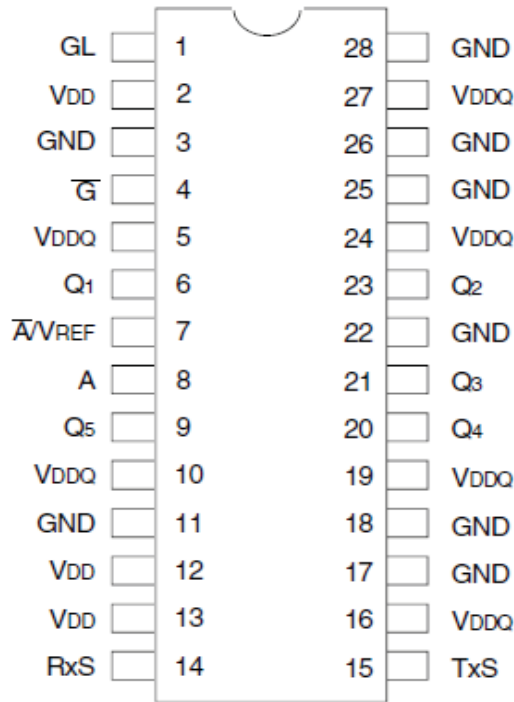 GL 1 28 GND
VDD 2 27 VDDQ
GND 3 26 GND
G̅ 4 25 GND
VDDQ 5 24 VDDQ
Q1 6 23 Q2
A̅/VREF 7 22 GND
A 8 21 Q3
Q5 9 20 Q4
VDDQ 10 19 VDDQ
GND 11 18 GND
VDD 12 17 GND
VDD 13 16 VDDQ
RxS 14 15 TxS